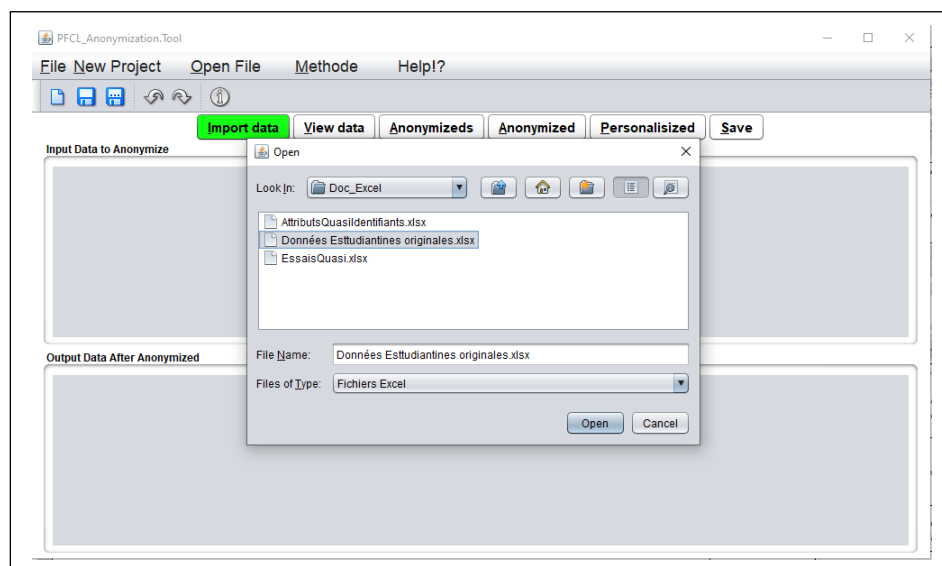 PFCL_Anonymization.Tool
File New Project Open File Methode Help!?
Import data View data Anonymizeds Anonymized Personalisized Save
Input Data to Anonymize
Open
Look In: Doc_Excel
AttributsQuasiIdentifiants.xlsx
Données Esttudiantines originales.xlsx
EssaisQuasi.xlsx
File Name: Données Esttudiantines originales.xlsx
Files of Type: Fichiers Excel
Open Cancel
Output Data After Anonymized